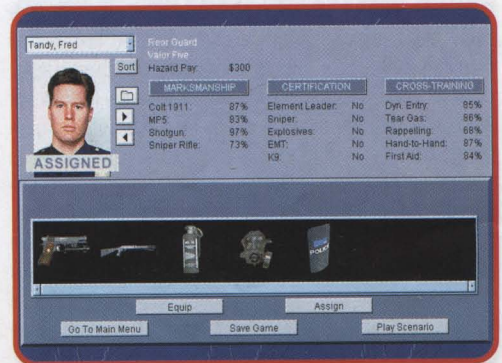 Tandy, Fred
Sort
ASSIGNED
Rear Guard
Valor Five
Hazard Pay: $300
MARKSMANSHIP
Colt 1911: 87%
MP5: 83%
Shotgun: 97%
Sniper Rifle: 73%
CERTIFICATION
Element Leader: No
Sniper: No
Explosives: No
EMT: No
K9: No
CROSS-TRAINING
Dyn. Entry: 85%
Tear Gas: 86%
Rappelling: 68%
Hand-to-Hand: 87%
First Aid: 84%
POLICE
Equip
Assign
Go To Main Menu
Save Game
Play Scenario